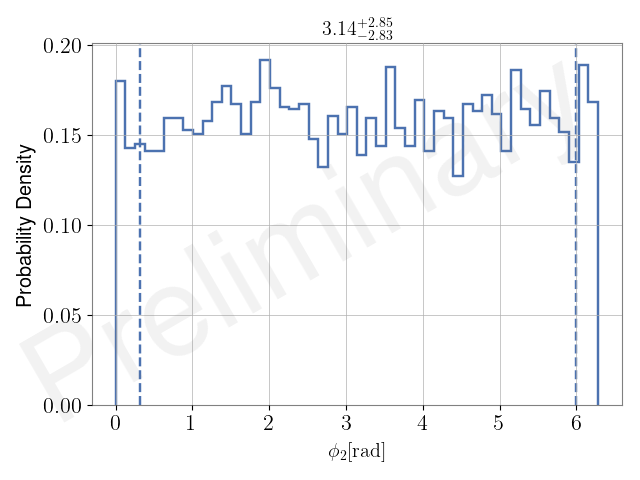 3.14^{+2.85}_{-2.83}
0.20
0.15
0.10
0.05
0.00
Probability Density
0 1 2 3 4 5 6
ϕ₂[rad]
Preliminary